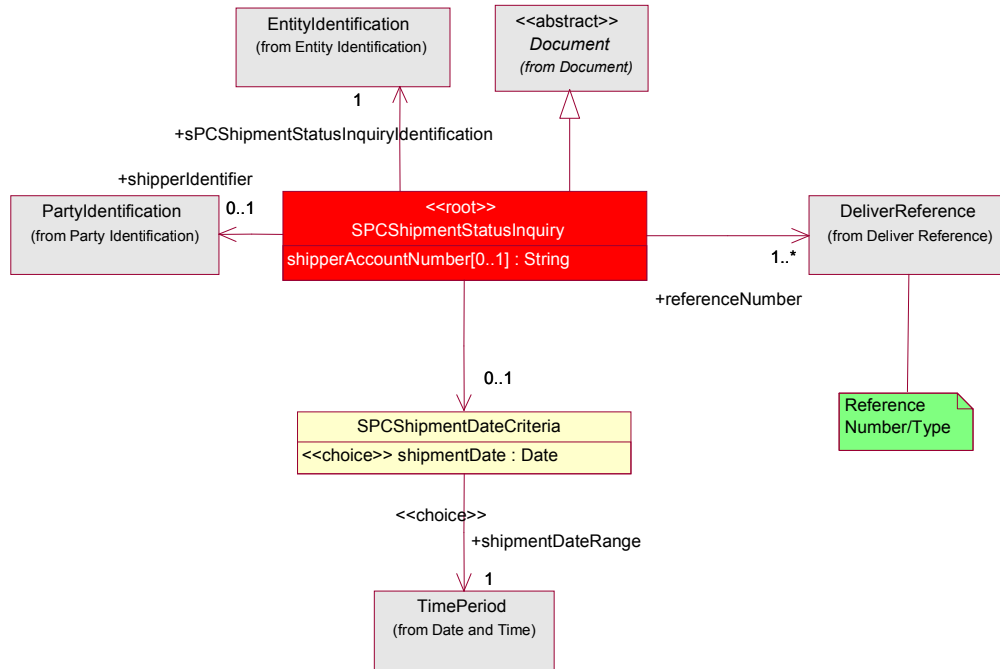 EntityIdentification
(from Entity Identification)
<<abstract>>
Document
(from Document)
1
+sPCShipmentStatusInquiryIdentification
+shipperIdentifier
PartyIdentification
(from Party Identification)
0..1
<<root>>
SPCShipmentStatusInquiry
shipperAccountNumber[0..1] : String
DeliverReference
(from Deliver Reference)
1..*
+referenceNumber
0..1
Reference
Number/Type
SPCShipmentDateCriteria
<<choice>> shipmentDate : Date
<<choice>>
+shipmentDateRange
1
TimePeriod
(from Date and Time)